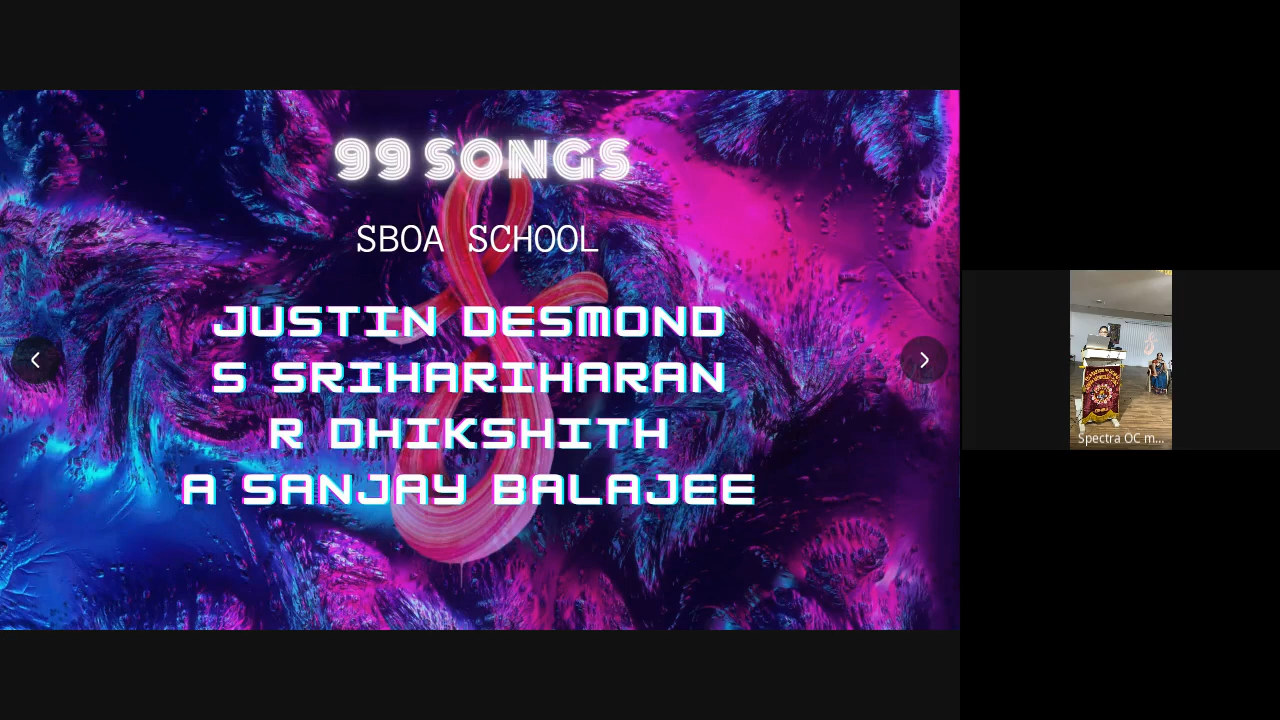 99 SONGS
SBOA SCHOOL
JUSTIN DESMOND
S SRIHARIHARAN
R DHIKSHITH
A SANJAY BALAJEE
Spectra OC m...